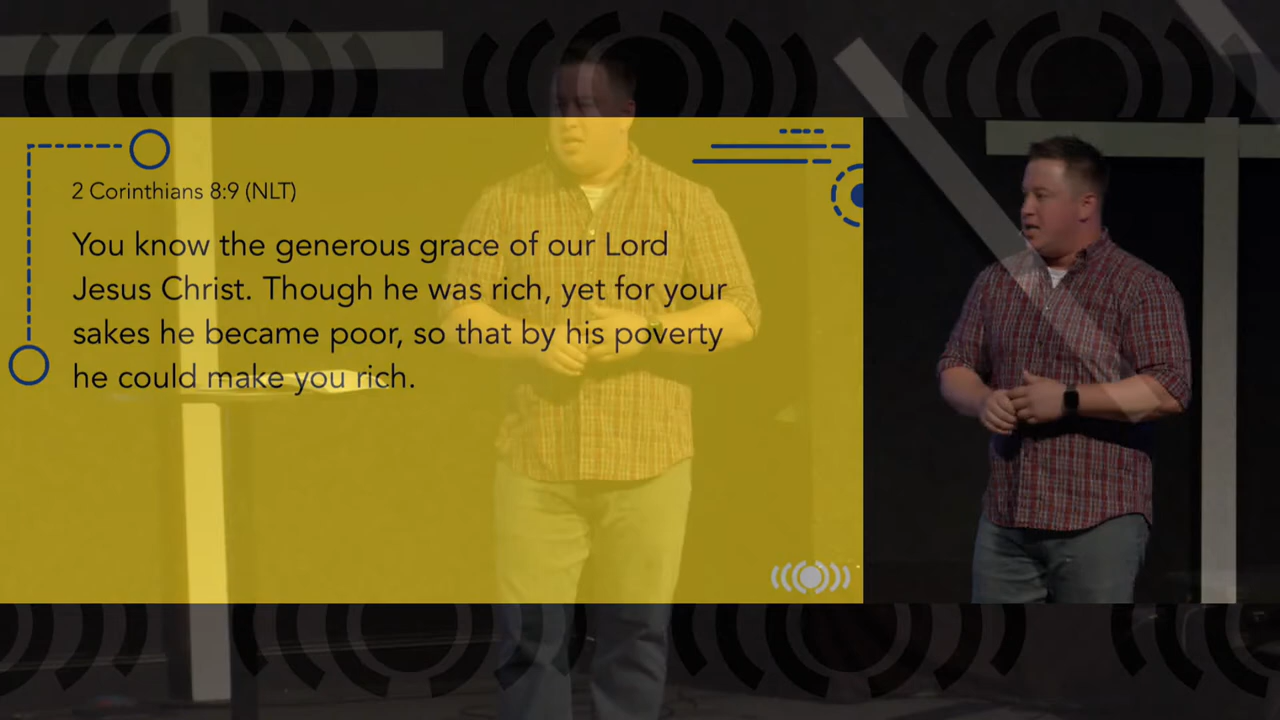 2 Corinthians 8:9 (NLT)
You know the generous grace of our Lord
Jesus Christ. Though he was rich, yet for your
sakes he became poor, so that by his poverty
he could make you rich.